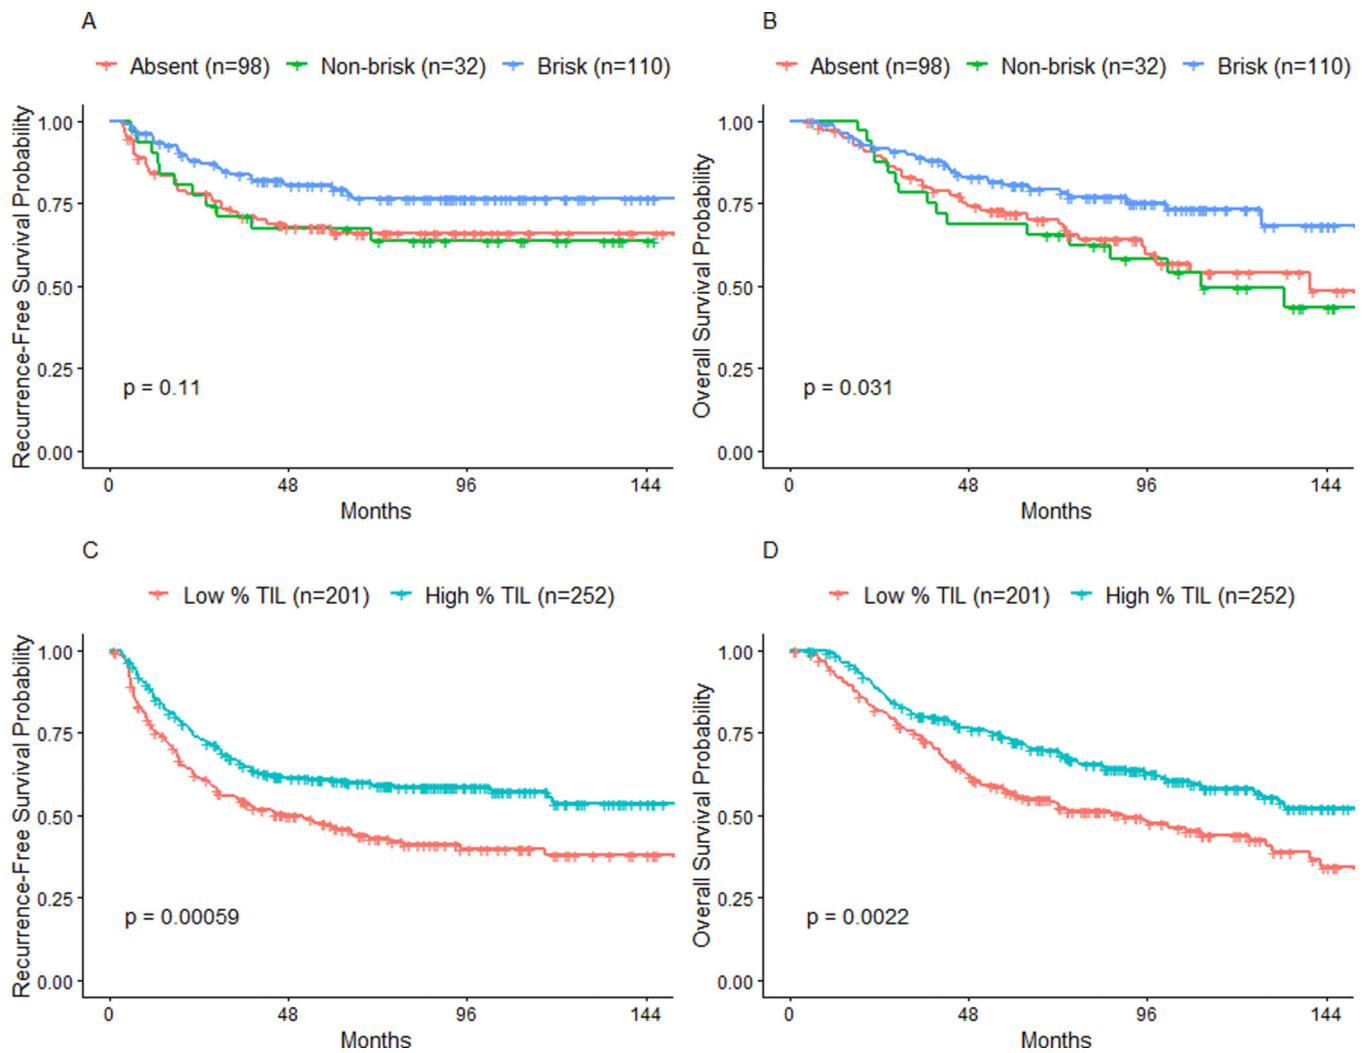 A
Absent (n=98) Non-brisk (n=32) Brisk (n=110)
Recurrence-Free Survival Probability
1.00
0.75
0.50
0.25
0.00
p = 0.11
0 48 96 144
Months
B
Absent (n=98) Non-brisk (n=32) Brisk (n=110)
Overall Survival Probability
1.00
0.75
0.50
0.25
0.00
p = 0.031
0 48 96 144
Months
C
Low % TIL (n=201) High % TIL (n=252)
Recurrence-Free Survival Probability
1.00
0.75
0.50
0.25
0.00
p = 0.00059
0 48 96 144
Months
D
Low % TIL (n=201) High % TIL (n=252)
Overall Survival Probability
1.00
0.75
0.50
0.25
0.00
p = 0.0022
0 48 96 144
Months